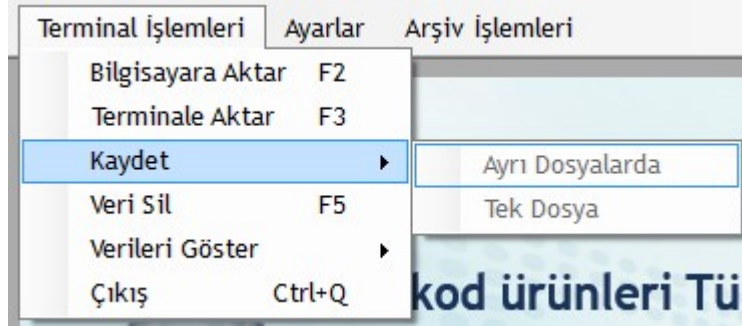 Terminal İşlemleri Ayarlar Arşiv İşlemleri
Bilgisayara Aktar F2
Terminale Aktar F3
Kaydet
Ayrı Dosyalarda
Veri Sil F5
Tek Dosya
Verileri Göster
Çıkış Ctrl+Q
kod ürünleri Tü